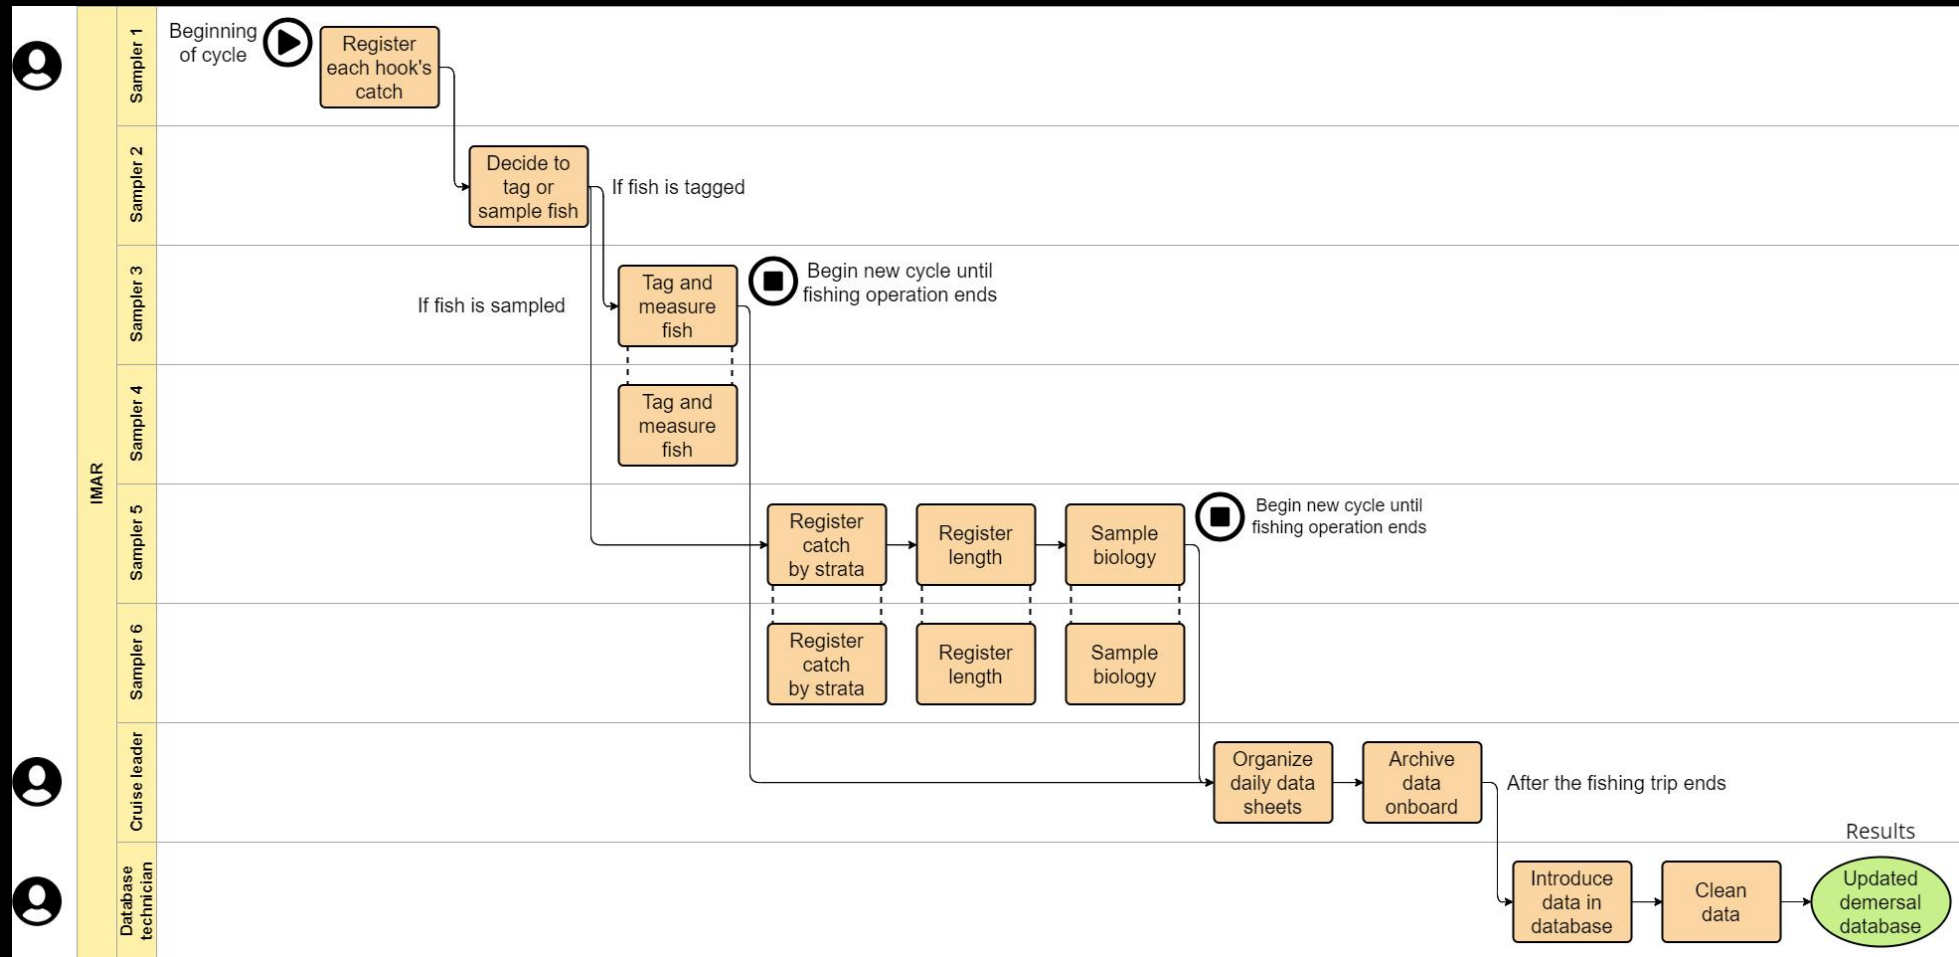 IMAR
Sampler 1
Beginning
of cycle
Register
each hook's
catch
Sampler 2
Decide to
tag or
sample fish
If fish is tagged
Sampler 3
If fish is sampled
Tag and
measure
fish
Begin new cycle until
fishing operation ends
Sampler 4
Tag and
measure
fish
Sampler 5
Register
catch
by strata
Register
length
Sample
biology
Begin new cycle until
fishing operation ends
Sampler 6
Register
catch
by strata
Register
length
Sample
biology
Cruise leader
Organize
daily data
sheets
Archive
data
onboard
After the fishing trip ends
Database
technician
Introduce
data in
database
Clean
data
Results
Updated
demersal
database